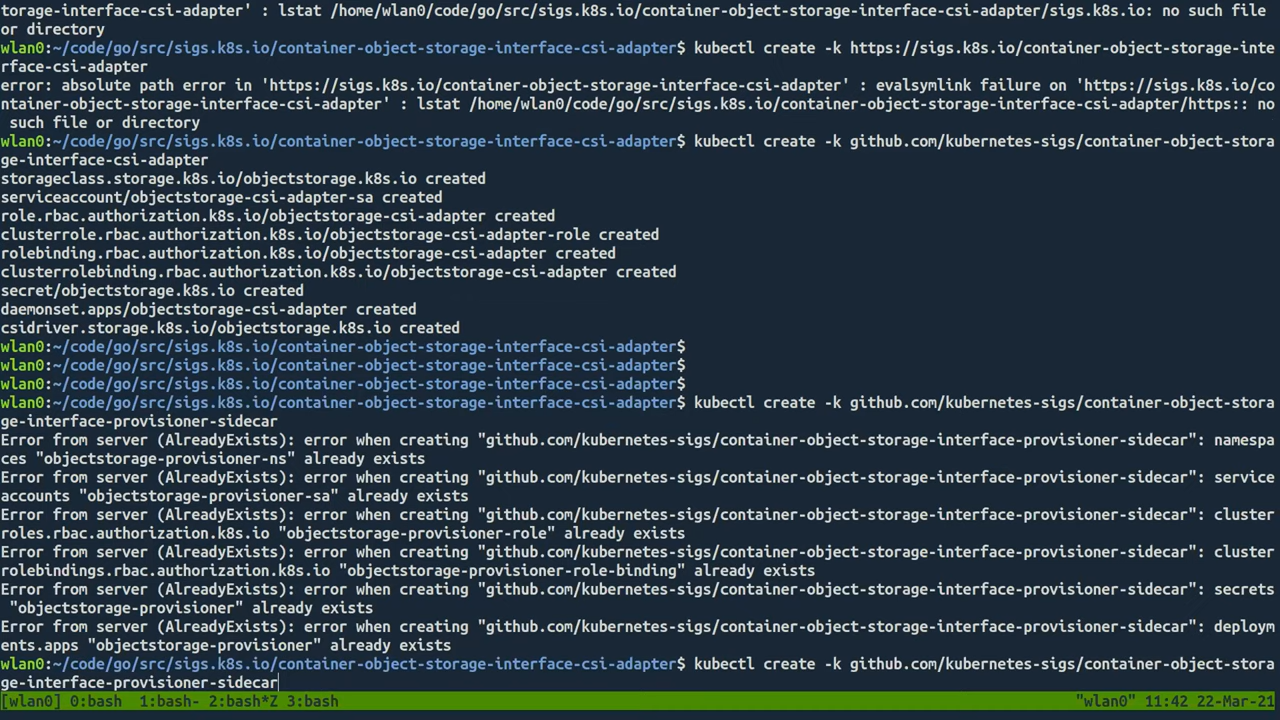 torage-interface-csi-adapter' : lstat /home/wlan0/code/go/src/sigs.k8s.io/container-object-storage-interface-csi-adapter/sigs.k8s.io: no such file
or directory
wlan0:~/code/go/src/sigs.k8s.io/container-object-storage-interface-csi-adapter$ kubectl create -k https://sigs.k8s.io/container-object-storage-inte
rface-csi-adapter
error: absolute path error in 'https://sigs.k8s.io/container-object-storage-interface-csi-adapter' : evalsymlink failure on 'https://sigs.k8s.io/co
ntainer-object-storage-interface-csi-adapter' : lstat /home/wlan0/code/go/src/sigs.k8s.io/container-object-storage-interface-csi-adapter/https:: no
 such file or directory
wlan0:~/code/go/src/sigs.k8s.io/container-object-storage-interface-csi-adapter$ kubectl create -k github.com/kubernetes-sigs/container-object-stora
ge-interface-csi-adapter
storageclass.storage.k8s.io/objectstorage.k8s.io created
serviceaccount/objectstorage-csi-adapter-sa created
role.rbac.authorization.k8s.io/objectstorage-csi-adapter created
clusterrole.rbac.authorization.k8s.io/objectstorage-csi-adapter-role created
rolebinding.rbac.authorization.k8s.io/objectstorage-csi-adapter created
clusterrolebinding.rbac.authorization.k8s.io/objectstorage-csi-adapter created
secret/objectstorage.k8s.io created
daemonset.apps/objectstorage-csi-adapter created
csidriver.storage.k8s.io/objectstorage.k8s.io created
wlan0:~/code/go/src/sigs.k8s.io/container-object-storage-interface-csi-adapter$
wlan0:~/code/go/src/sigs.k8s.io/container-object-storage-interface-csi-adapter$
wlan0:~/code/go/src/sigs.k8s.io/container-object-storage-interface-csi-adapter$
wlan0:~/code/go/src/sigs.k8s.io/container-object-storage-interface-csi-adapter$ kubectl create -k github.com/kubernetes-sigs/container-object-stora
ge-interface-provisioner-sidecar
Error from server (AlreadyExists): error when creating "github.com/kubernetes-sigs/container-object-storage-interface-provisioner-sidecar": namespa
ces "objectstorage-provisioner-ns" already exists
Error from server (AlreadyExists): error when creating "github.com/kubernetes-sigs/container-object-storage-interface-provisioner-sidecar": service
accounts "objectstorage-provisioner-sa" already exists
Error from server (AlreadyExists): error when creating "github.com/kubernetes-sigs/container-object-storage-interface-provisioner-sidecar": cluster
roles.rbac.authorization.k8s.io "objectstorage-provisioner-role" already exists
Error from server (AlreadyExists): error when creating "github.com/kubernetes-sigs/container-object-storage-interface-provisioner-sidecar": cluster
rolebindings.rbac.authorization.k8s.io "objectstorage-provisioner-role-binding" already exists
Error from server (AlreadyExists): error when creating "github.com/kubernetes-sigs/container-object-storage-interface-provisioner-sidecar": secrets
 "objectstorage-provisioner" already exists
Error from server (AlreadyExists): error when creating "github.com/kubernetes-sigs/container-object-storage-interface-provisioner-sidecar": deploym
ents.apps "objectstorage-provisioner" already exists
wlan0:~/code/go/src/sigs.k8s.io/container-object-storage-interface-csi-adapter$ kubectl create -k github.com/kubernetes-sigs/container-object-stora
ge-interface-provisioner-sidecar
[wlan0] 0:bash  1:bash- 2:bash*Z 3:bash "wlan0" 11:42 22-Mar-21